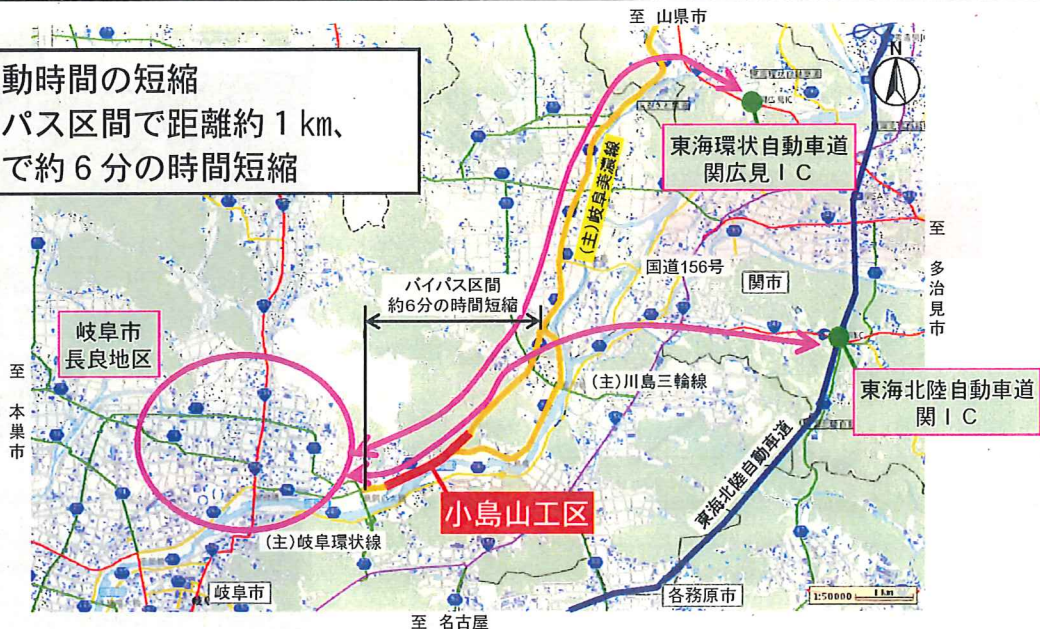 至 山県市
動時間の短縮
パス区間で距離約1km、
で約6分の時間短縮
N
東海環状自動車道
関広見IC
(主)岐阜美濃線
国道156号
関市
至 多治見市
バイパス区間
約6分の時間短縮
岐阜市
長良地区
至 本巣市
(主)川島三輪線
東海北陸自動車道
関IC
東海北陸自動車道
小島山工区
(主)岐阜環状線
岐阜市
各務原市
1:50000
1km
至 名古屋